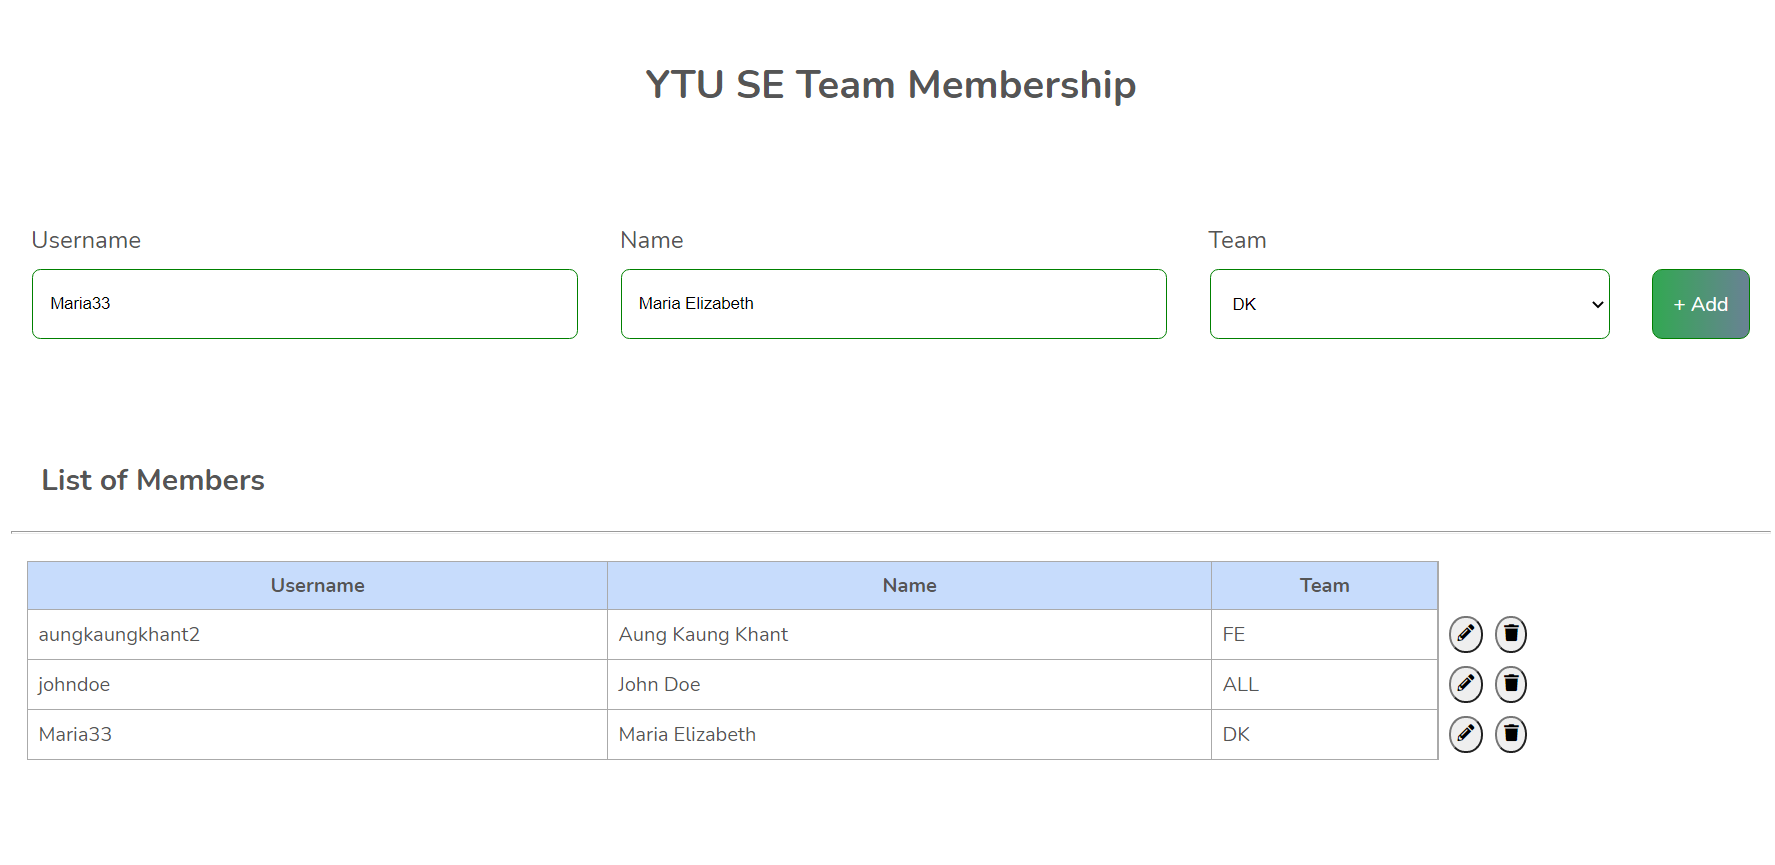 YTU SE Team Membership
Username Name Team
Maria33 Maria Elizabeth DK + Add
List of Members
Username Name Team
aungkaungkhant2 Aung Kaung Khant FE
johndoe John Doe ALL
Maria33 Maria Elizabeth DK